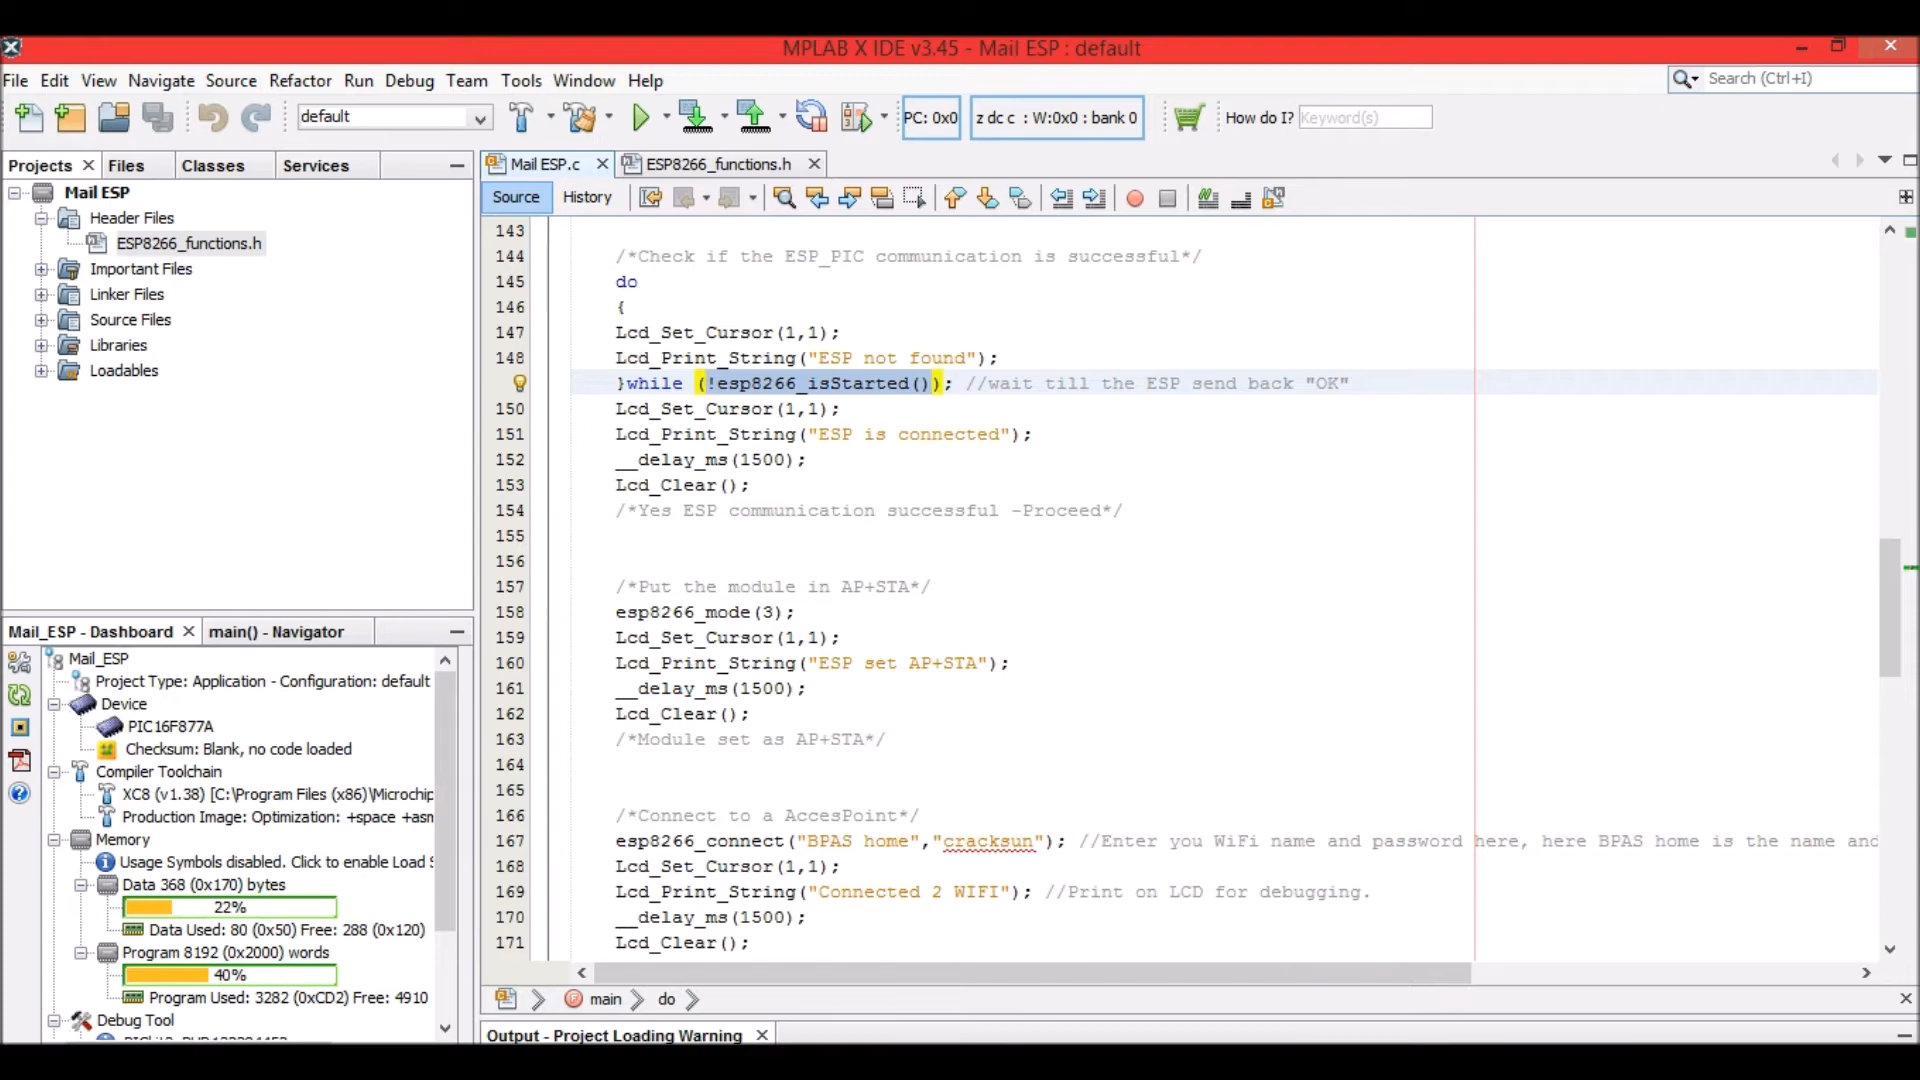 MPLAB X IDE v3.45 - Mail ESP : default
File Edit View Navigate Source Refactor Run Debug Team Tools Window Help
Search (Ctrl+I)
default
PC: 0x0
z dc c : W:0x0 : bank 0
How do I? Keyword(s)
Projects Files Classes Services
Mail ESP
Header Files
ESP8266_functions.h
Important Files
Linker Files
Source Files
Libraries
Loadables
Mail_ESP - Dashboard main() - Navigator
Mail_ESP
Project Type: Application - Configuration: default
Device
PIC16F877A
Checksum: Blank, no code loaded
Compiler Toolchain
XC8 (v1.38) [C:\Program Files (x86)\Microchip
Production Image: Optimization: +space +asm
Memory
Usage Symbols disabled. Click to enable Load S
Data 368 (0x170) bytes
22%
Data Used: 80 (0x50) Free: 288 (0x120)
Program 8192 (0x2000) words
40%
Program Used: 3282 (0xCD2) Free: 4910
Debug Tool
Mail ESP.c ESP8266_functions.h
Source History
143
144 /*Check if the ESP_PIC communication is successful*/
145 do
146 {
147 Lcd_Set_Cursor(1,1);
148 Lcd_Print_String("ESP not found");
}while (!esp8266_isStarted()); //wait till the ESP send back "OK"
150 Lcd_Set_Cursor(1,1);
151 Lcd_Print_String("ESP is connected");
152 __delay_ms(1500);
153 Lcd_Clear();
154 /*Yes ESP communication successful -Proceed*/
155
156
157 /*Put the module in AP+STA*/
158 esp8266_mode(3);
159 Lcd_Set_Cursor(1,1);
160 Lcd_Print_String("ESP set AP+STA");
161 __delay_ms(1500);
162 Lcd_Clear();
163 /*Module set as AP+STA*/
164
165
166 /*Connect to a AccesPoint*/
167 esp8266_connect("BPAS home","cracksun"); //Enter you WiFi name and password here, here BPAS home is the name and
168 Lcd_Set_Cursor(1,1);
169 Lcd_Print_String("Connected 2 WIFI"); //Print on LCD for debugging.
170 __delay_ms(1500);
171 Lcd_Clear();
main do
Output - Project Loading Warning